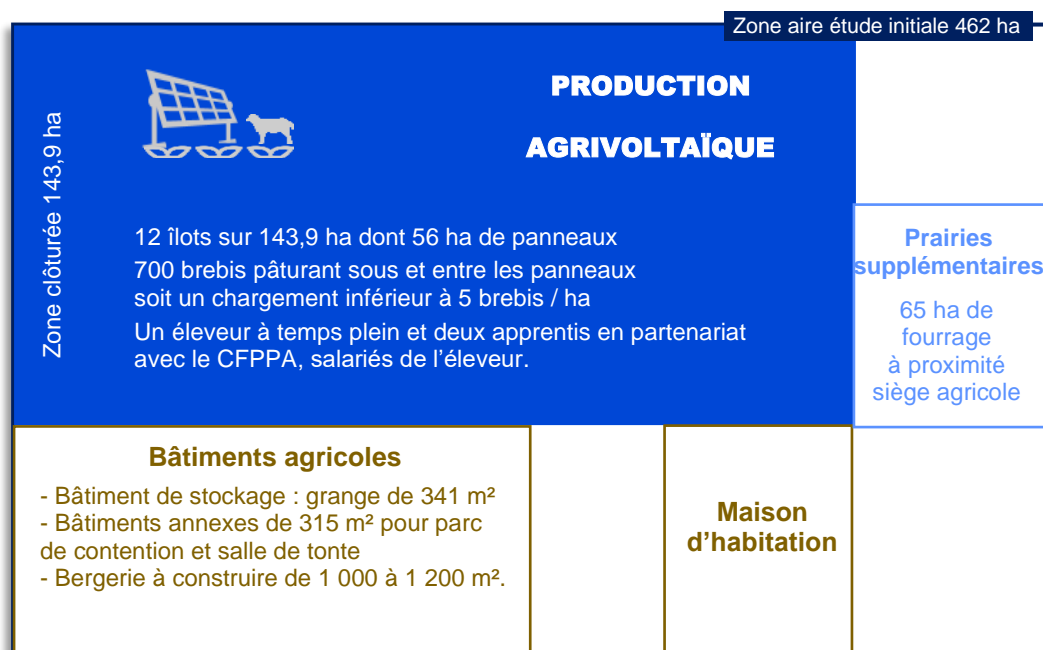 Zone aire étude initiale 462 ha
Zone clôturée 143,9 ha
PRODUCTION
AGRIVOLTAÏQUE
12 îlots sur 143,9 ha dont 56 ha de panneaux
700 brebis pâturant sous et entre les panneaux
soit un chargement inférieur à 5 brebis / ha
Un éleveur à temps plein et deux apprentis en partenariat
avec le CFPPA, salariés de l’éleveur.
Prairies
supplémentaires
65 ha de
fourrage
à proximité
siège agricole
Bâtiments agricoles
- Bâtiment de stockage : grange de 341 m²
- Bâtiments annexes de 315 m² pour parc
de contention et salle de tonte
- Bergerie à construire de 1 000 à 1 200 m².
Maison
d’habitation